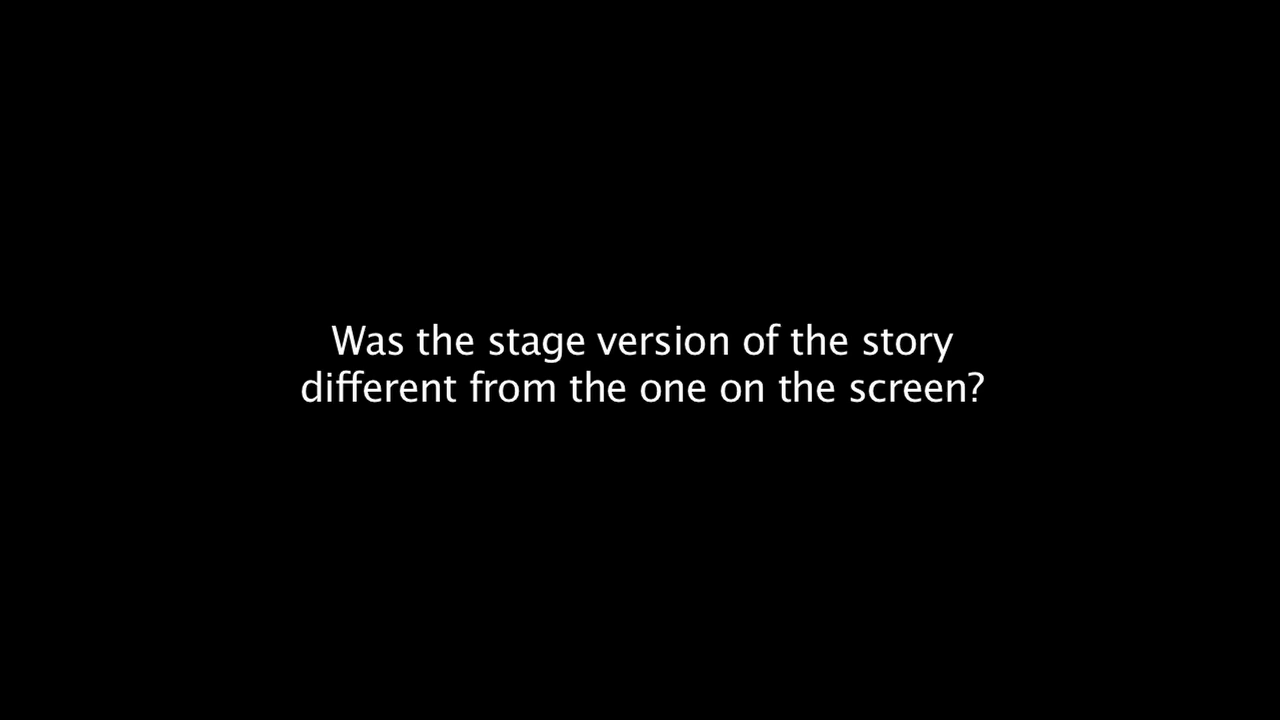 Was the stage version of the story
different from the one on the screen?